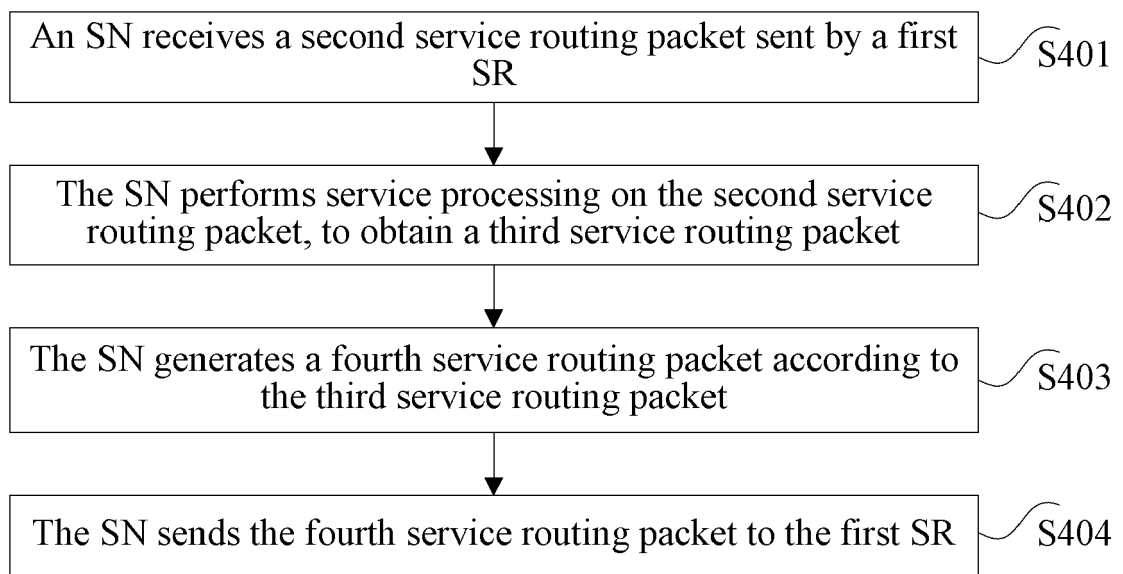 An SN receives a second service routing packet sent by a first
SR
S401
The SN performs service processing on the second service
routing packet, to obtain a third service routing packet
S402
The SN generates a fourth service routing packet according to
the third service routing packet
S403
The SN sends the fourth service routing packet to the first SR
S404